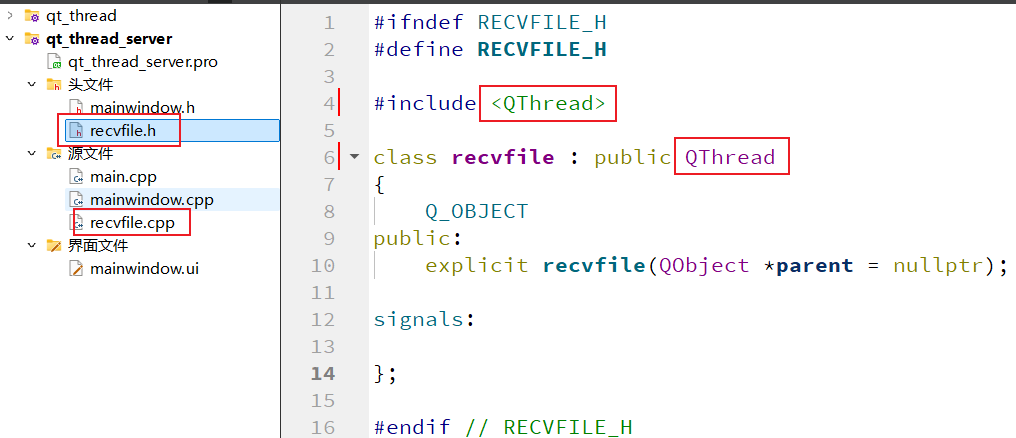 qt_thread
qt_thread_server
qt_thread_server.pro
头文件
mainwindow.h
recvfile.h
源文件
main.cpp
mainwindow.cpp
recvfile.cpp
界面文件
mainwindow.ui
1 #ifndef RECVFILE_H
2 #define RECVFILE_H
3
4 #include <QThread>
5
6 class recvfile : public QThread
7 {
8     Q_OBJECT
9 public:
10     explicit recvfile(QObject *parent = nullptr);
11
12 signals:
13
14 };
15
16 #endif // RECVFILE_H